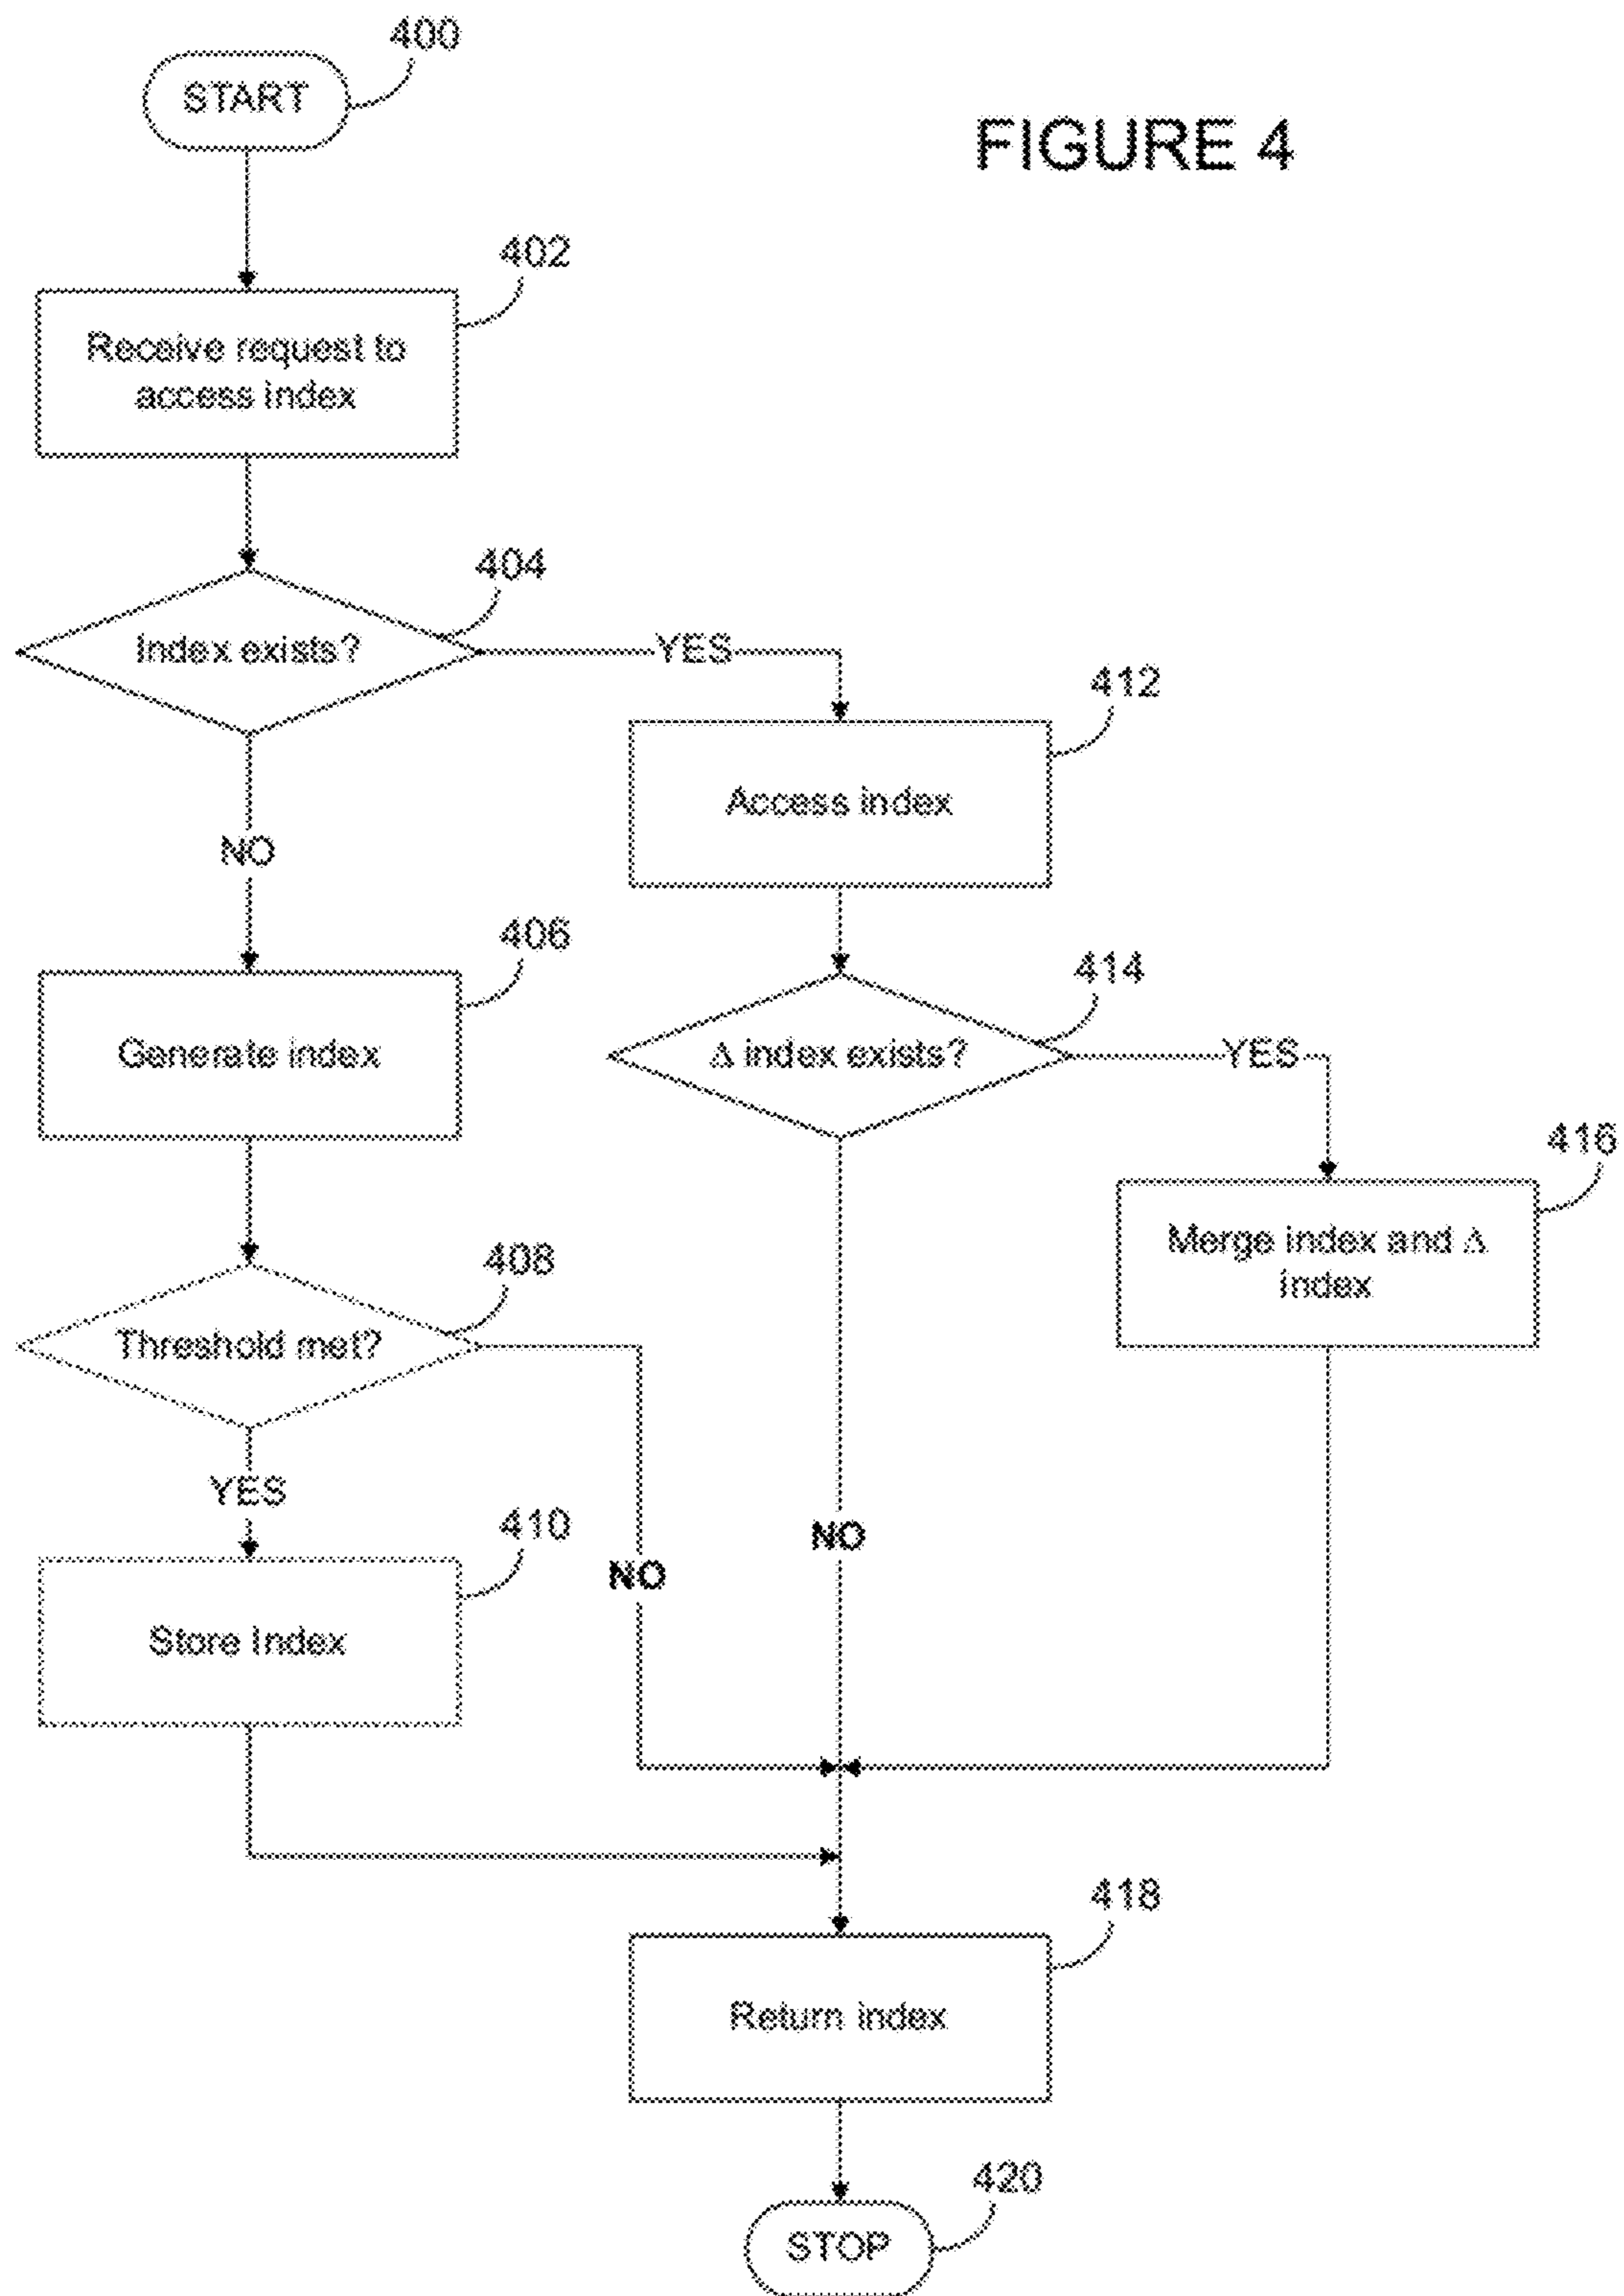 400
START
FIGURE 4
402
Receive request to
access index
404
Index exists?
YES
412
Access index
NO
406
Generate index
414
Δ index exists?
YES
416
Merge index and Δ
index
408
Threshold met?
YES
NO
NO
410
Store Index
418
Return index
420
STOP